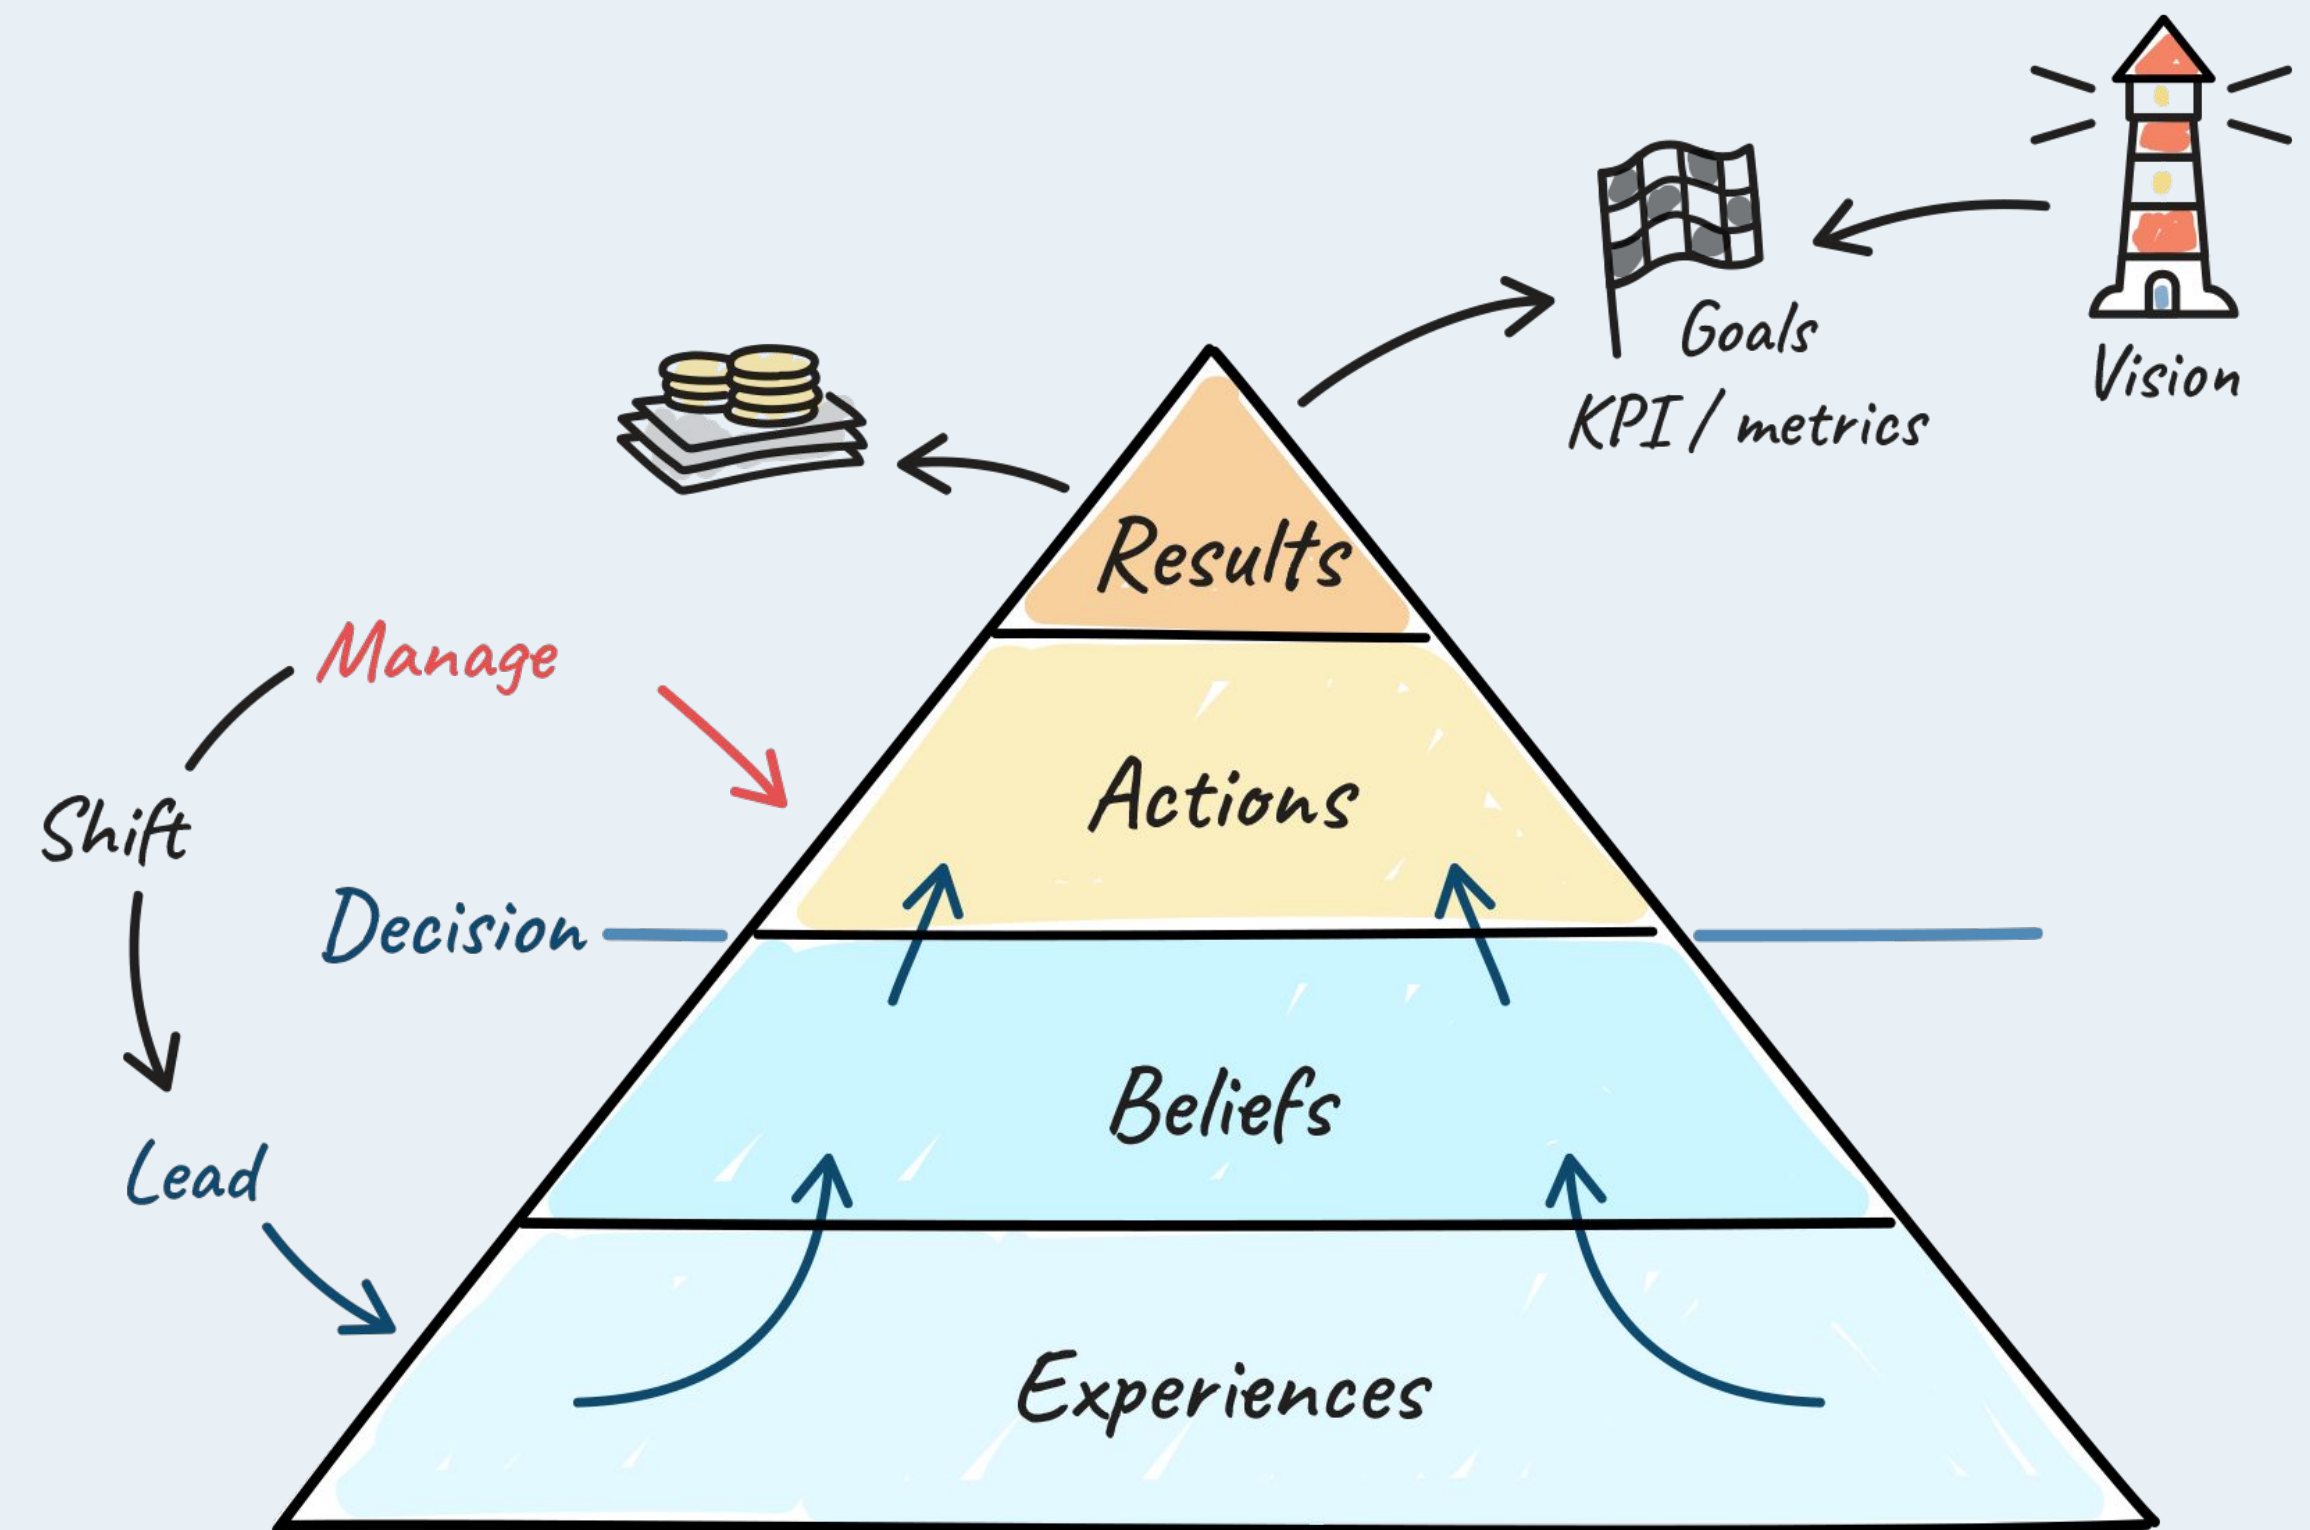 Goals
KPI / metrics
Vision
Results
Manage
Actions
Shift
Decision
Beliefs
Lead
Experiences